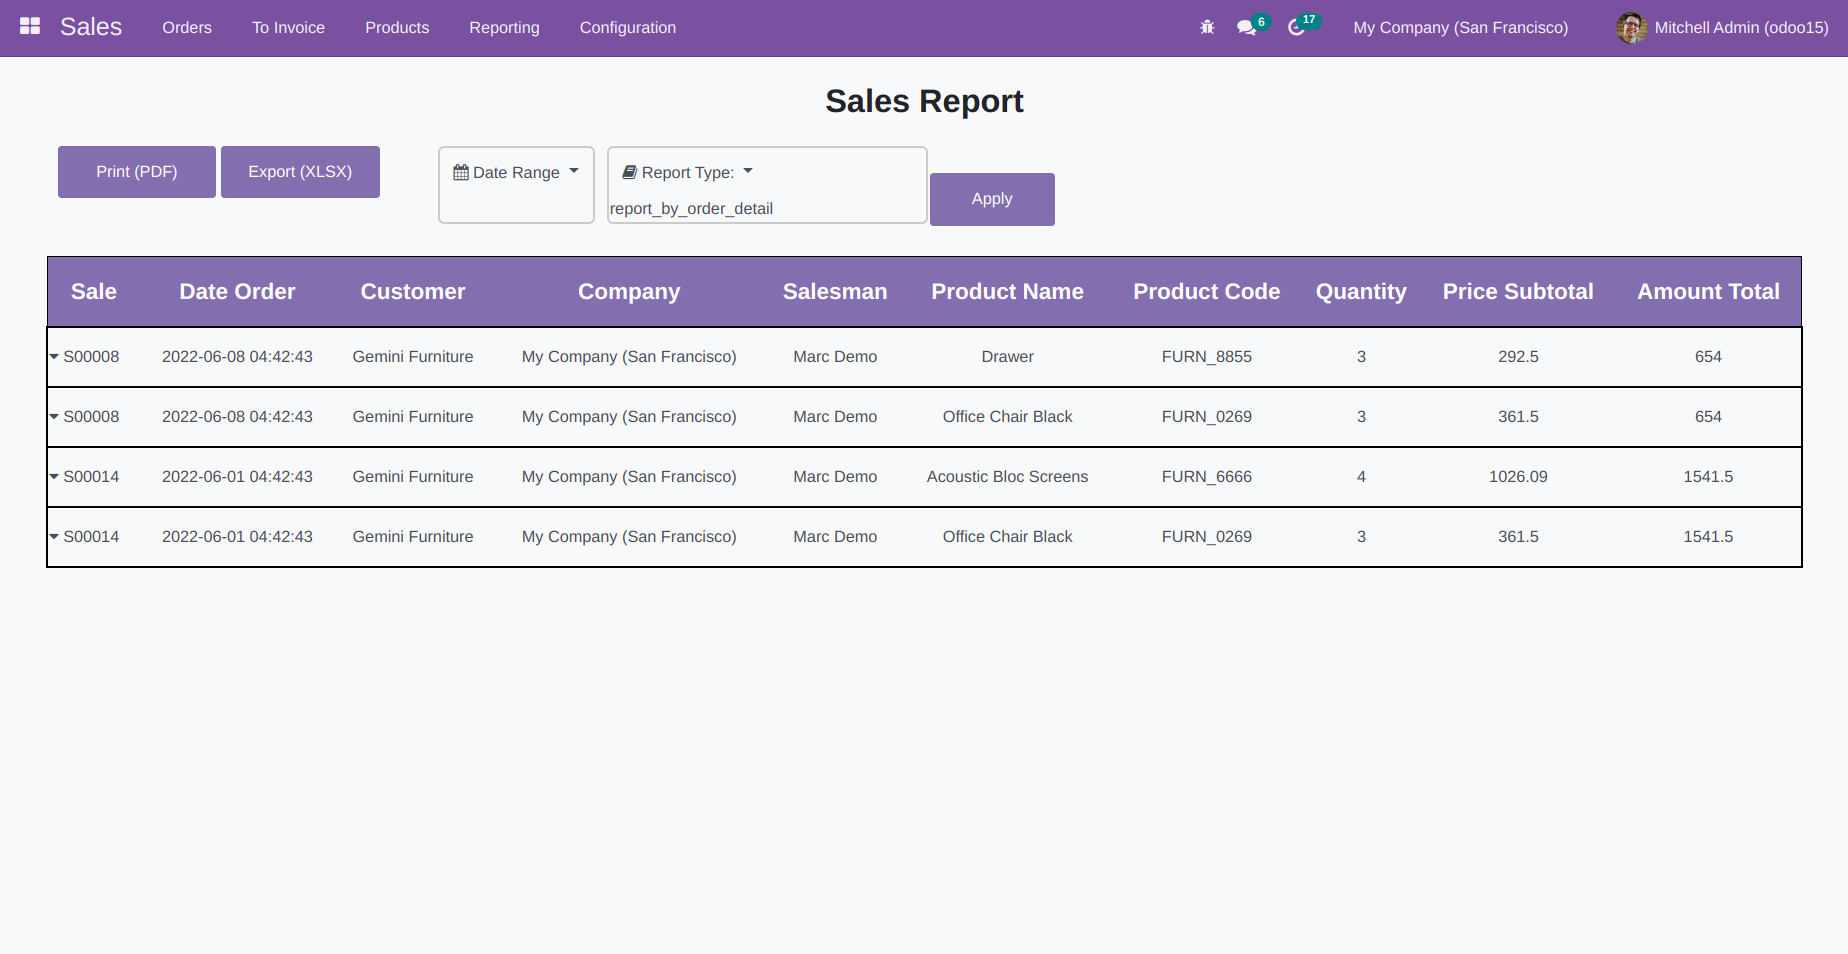 Sales Orders To Invoice Products Reporting Configuration 6 17 My Company (San Francisco) Mitchell Admin (odoo15)
Sales Report
Print (PDF) Export (XLSX) Date Range Report Type:
report_by_order_detail
Apply
Sale Date Order Customer Company Salesman Product Name Product Code Quantity Price Subtotal Amount Total
S00008 2022-06-08 04:42:43 Gemini Furniture My Company (San Francisco) Marc Demo Drawer FURN_8855 3 292.5 654
S00008 2022-06-08 04:42:43 Gemini Furniture My Company (San Francisco) Marc Demo Office Chair Black FURN_0269 3 361.5 654
S00014 2022-06-01 04:42:43 Gemini Furniture My Company (San Francisco) Marc Demo Acoustic Bloc Screens FURN_6666 4 1026.09 1541.5
S00014 2022-06-01 04:42:43 Gemini Furniture My Company (San Francisco) Marc Demo Office Chair Black FURN_0269 3 361.5 1541.5